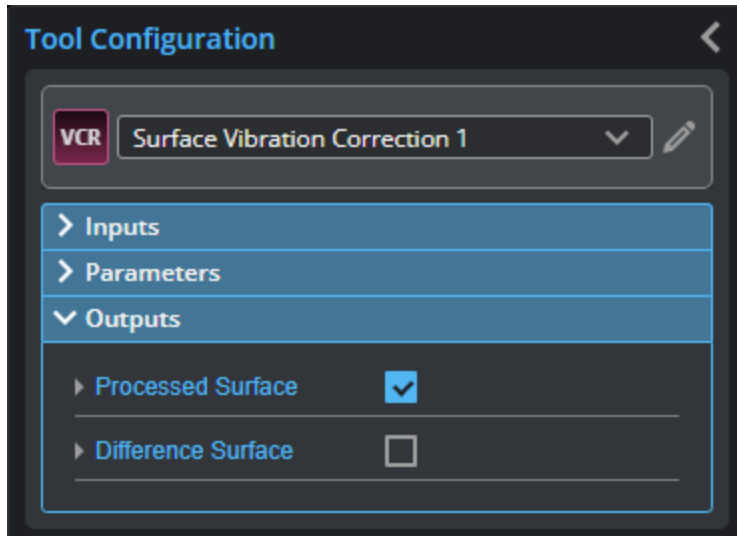 Tool Configuration
VCR Surface Vibration Correction 1
Inputs
Parameters
Outputs
Processed Surface
Difference Surface